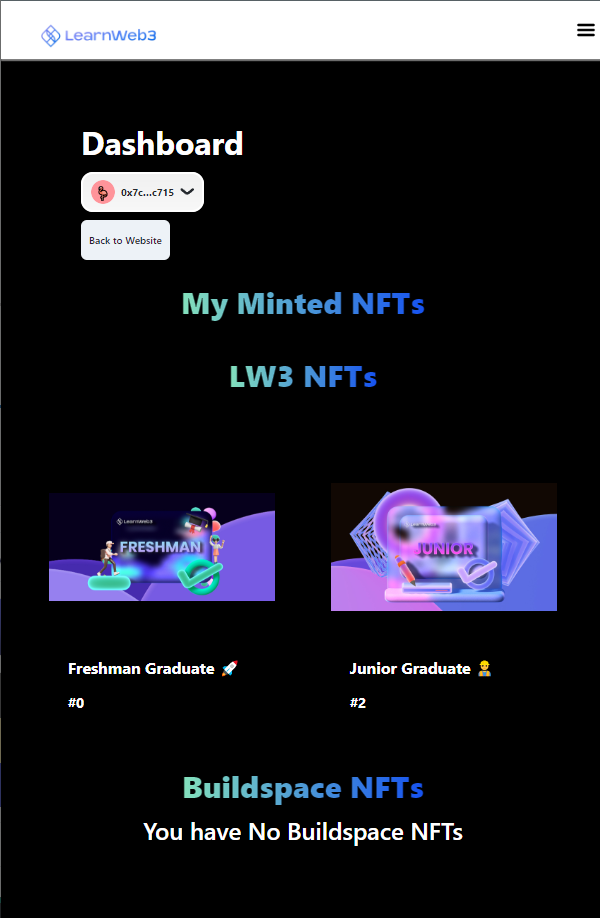 LearnWeb3
Dashboard
0x7c...c715
Back to Website
My Minted NFTs
LW3 NFTs
LearnWeb3
FRESHMAN
LearnWeb3
JUNIOR
Freshman Graduate 🚀
#0
Junior Graduate 👷
#2
Buildspace NFTs
You have No Buildspace NFTs